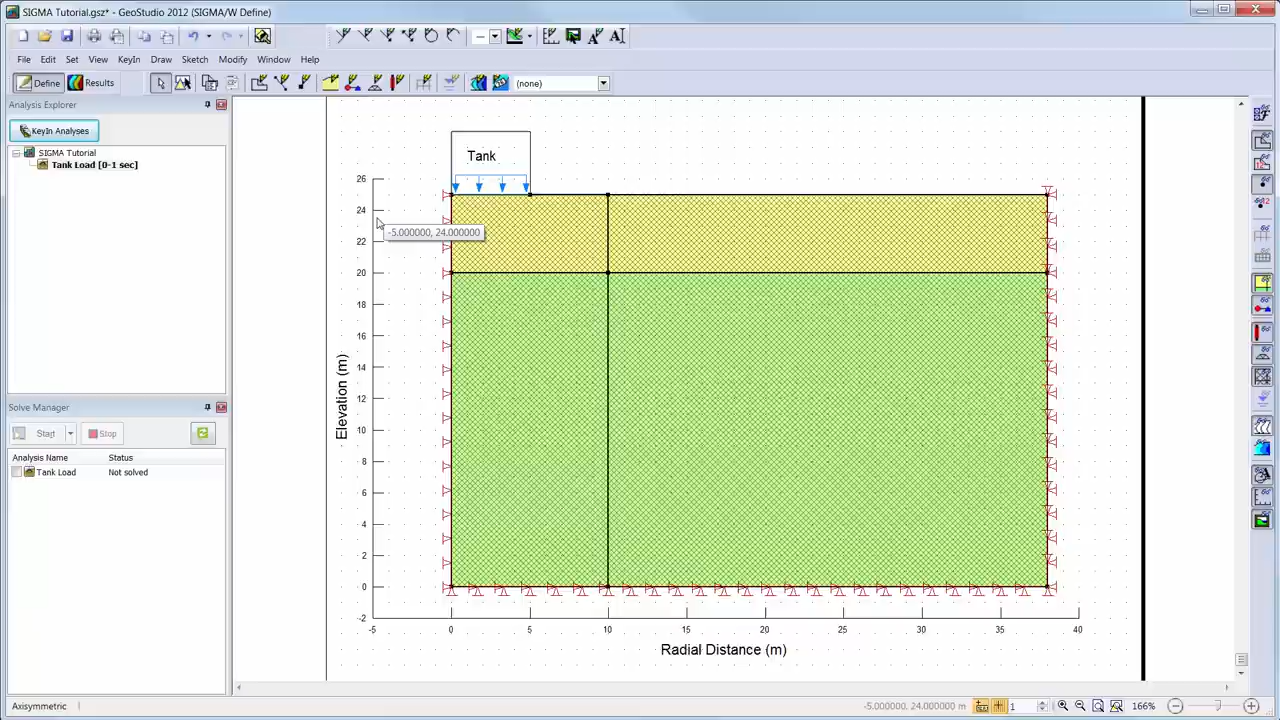 SIGMA Tutorial.gsz* - GeoStudio 2012 (SIGMA/W Define)
File Edit Set View KeyIn Draw Sketch Modify Window Help
Define Results (none)
Analysis Explorer
KeyIn Analyses
SIGMA Tutorial
Tank Load [0-1 sec]
Solve Manager
Start Stop
Analysis Name Status
Tank Load Not solved
Tank
26
24
22
20
18
16
14
12
10
8
6
4
2
0
-2
-5.000000, 24.000000
Elevation (m)
-5 0 5 10 15 20 25 30 35 40
Radial Distance (m)
Axisymmetric -5.000000, 24.000000 m 1 166%